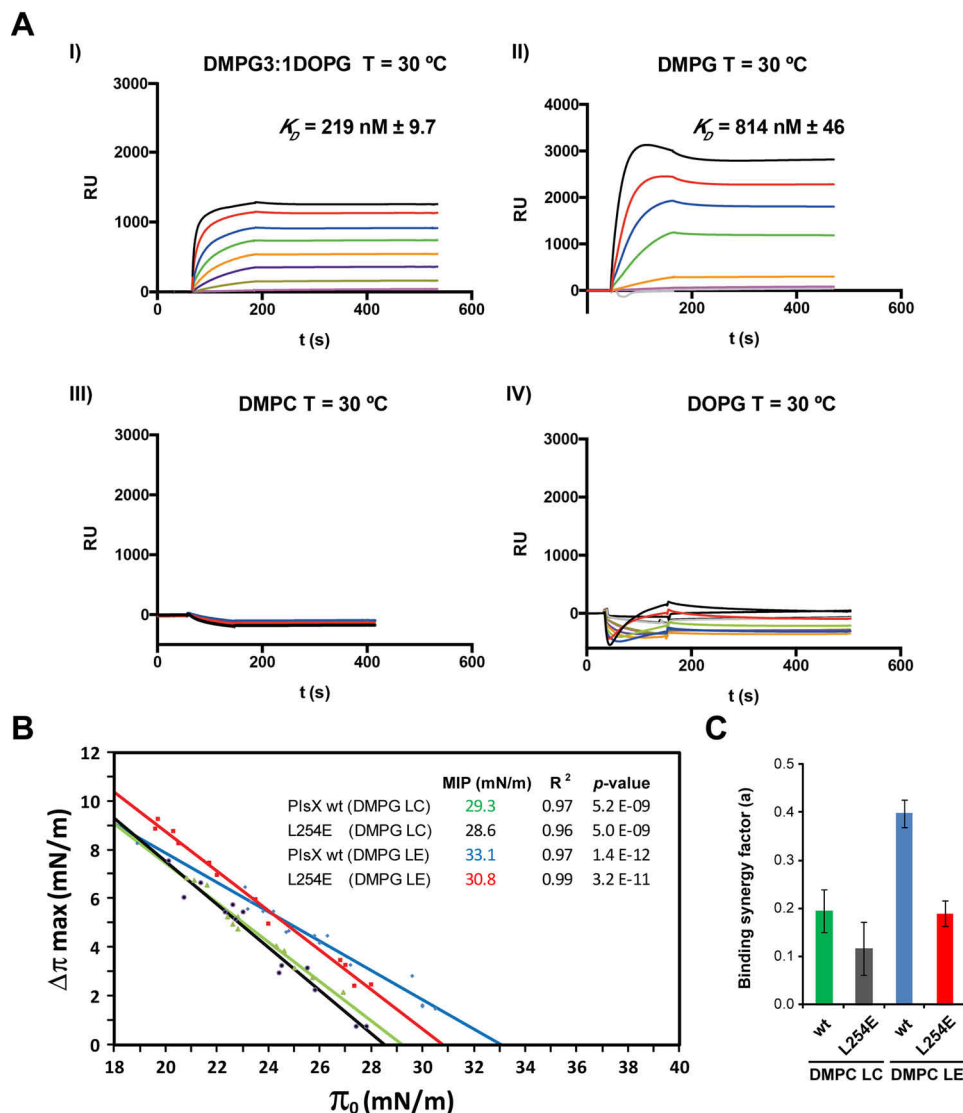 A
I)
DMPG3:1DOPG T = 30 ºC
K_D = 219 nM ± 9.7
3000
2000
1000
0
RU
0 200 400 600
t (s)
II)
DMPG T = 30 ºC
K_D = 814 nM ± 46
4000
3000
2000
1000
0
RU
0 200 400 600
t (s)
III)
DMPC T = 30 ºC
3000
2000
1000
0
RU
0 200 400 600
t (s)
IV)
DOPG T = 30 ºC
3000
2000
1000
0
RU
0 200 400 600
t (s)
B
12
10
8
6
4
2
0
Δπ max (mN/m)
MIP (mN/m) R² p-value
PlsX wt (DMPG LC) 29.3 0.97 5.2 E-09
L254E (DMPG LC) 28.6 0.96 5.0 E-09
PlsX wt (DMPG LE) 33.1 0.97 1.4 E-12
L254E (DMPG LE) 30.8 0.99 3.2 E-11
18 20 22 24 26 28 30 32 34 36 38 40
π₀ (mN/m)
C
0.5
0.4
0.3
0.2
0.1
0.0
Binding synergy factor (a)
wt L254E wt L254E
DMPC LC DMPC LE